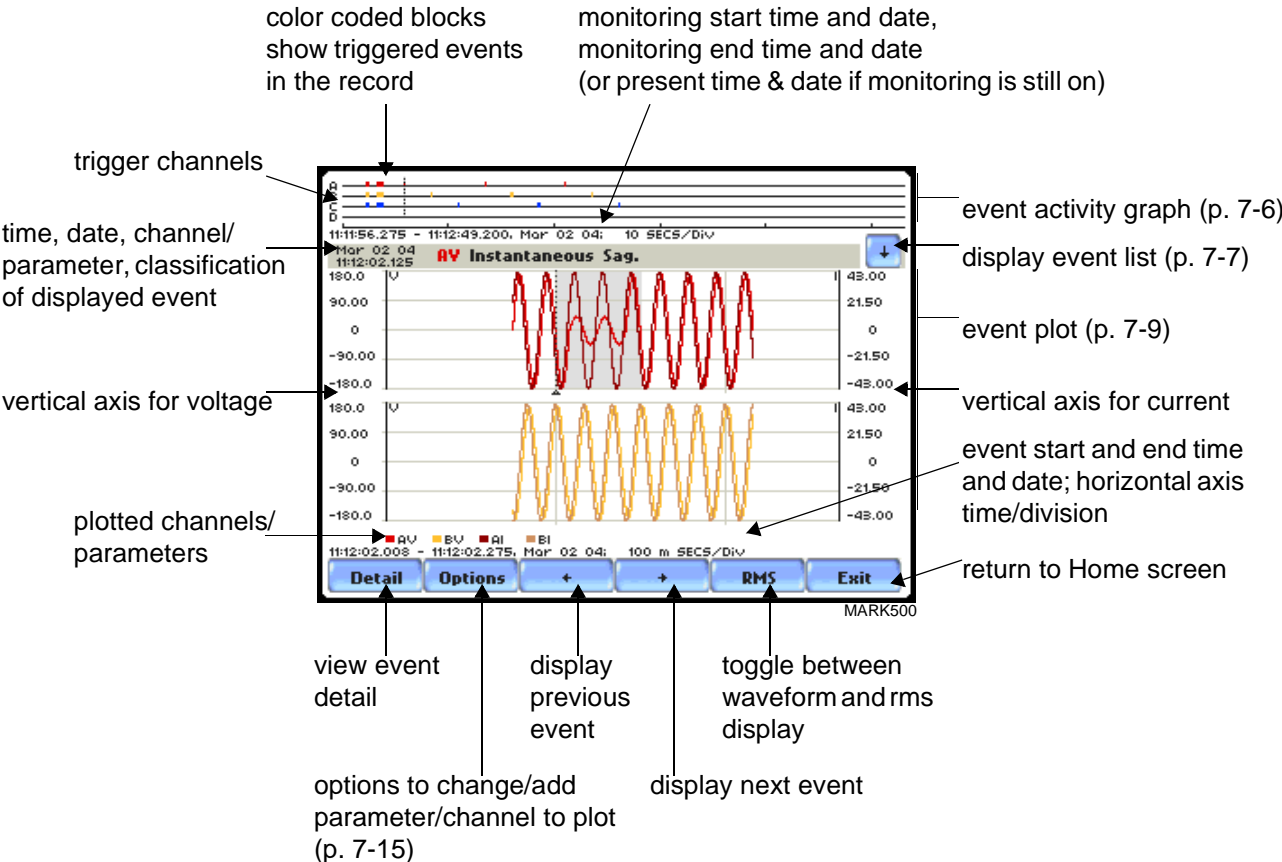 color coded blocks
show triggered events
in the record
monitoring start time and date,
monitoring end time and date
(or present time & date if monitoring is still on)
trigger channels
time, date, channel/
parameter, classification
of displayed event
vertical axis for voltage
plotted channels/
parameters
A
B
C
D
11:11:56.275 - 11:12:49.200, Mar 02 04; 10 SECS/Div
Mar 02 04
11:12:02.125
AV Instantaneous Sag.
↓
180.0 V I 43.00
90.00 21.50
0 0
-90.00 -21.50
-180.0 -43.00
180.0 V I 43.00
90.00 21.50
0 0
-90.00 -21.50
-180.0 -43.00
AV BV AI BI
11:12:02.008 - 11:12:02.275, Mar 02 04; 100 m SECS/Div
Detail Options ← → RMS Exit
MARK500
event activity graph (p. 7-6)
display event list (p. 7-7)
event plot (p. 7-9)
vertical axis for current
event start and end time
and date; horizontal axis
time/division
return to Home screen
view event
detail
display
previous
event
toggle between
waveform and rms
display
options to change/add
parameter/channel to plot
(p. 7-15)
display next event